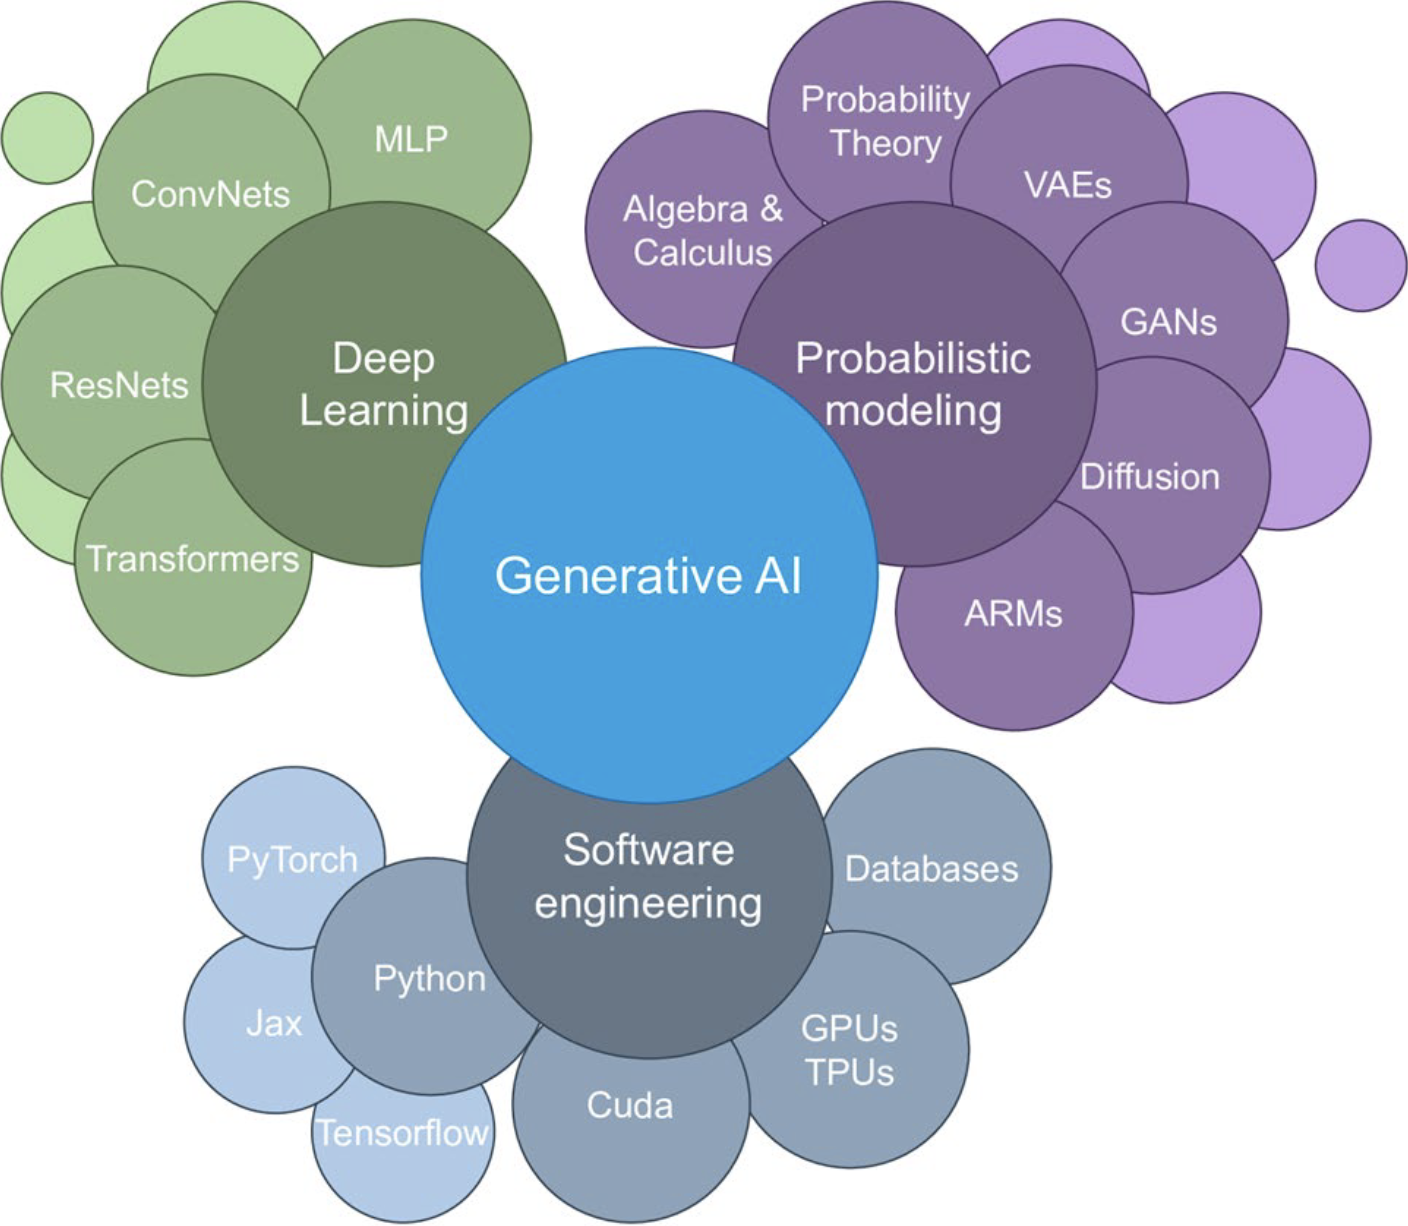 MLP
ConvNets
ResNets
Transformers
Deep
Learning
Probability
Theory
Algebra &
Calculus
VAEs
GANs
Diffusion
ARMs
Probabilistic
modeling
Generative AI
Software
engineering
PyTorch
Jax
Tensorflow
Python
Cuda
GPUs
TPUs
Databases